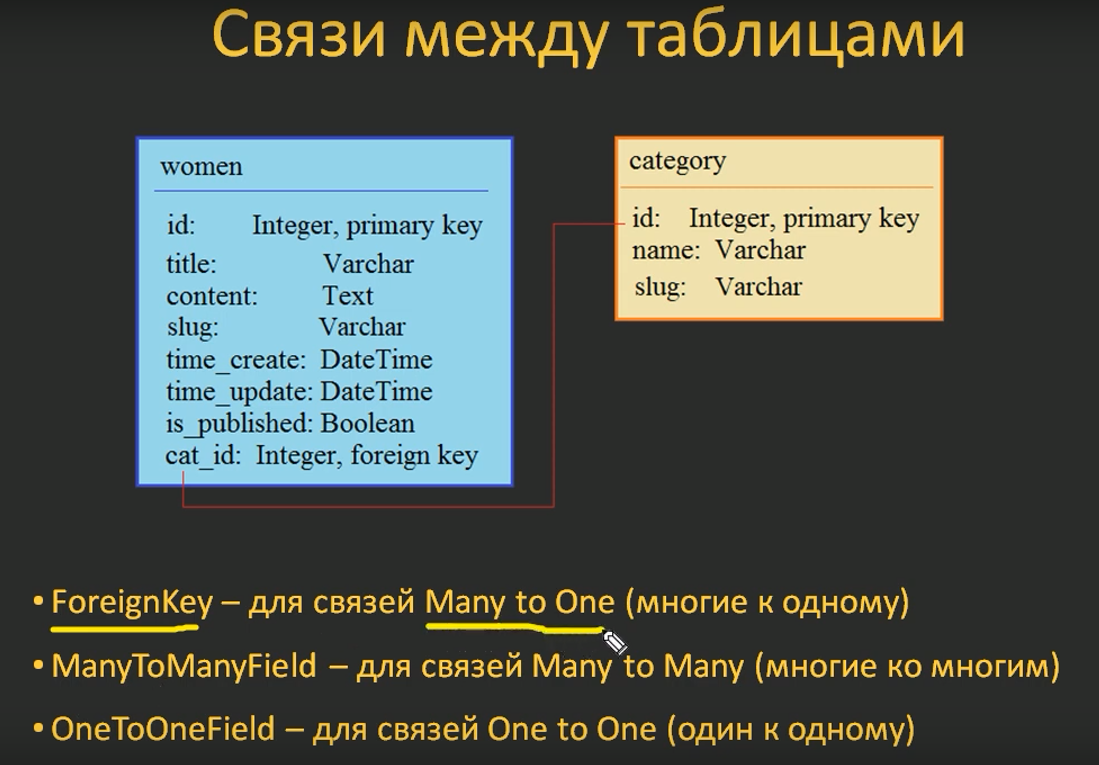 Связи между таблицами
women
id: Integer, primary key
title: Varchar
content: Text
slug: Varchar
time_create: DateTime
time_update: DateTime
is_published: Boolean
cat_id: Integer, foreign key
category
id: Integer, primary key
name: Varchar
slug: Varchar
• ForeignKey – для связей Many to One (многие к одному)
• ManyToManyField – для связей Many to Many (многие ко многим)
• OneToOneField – для связей One to One (один к одному)